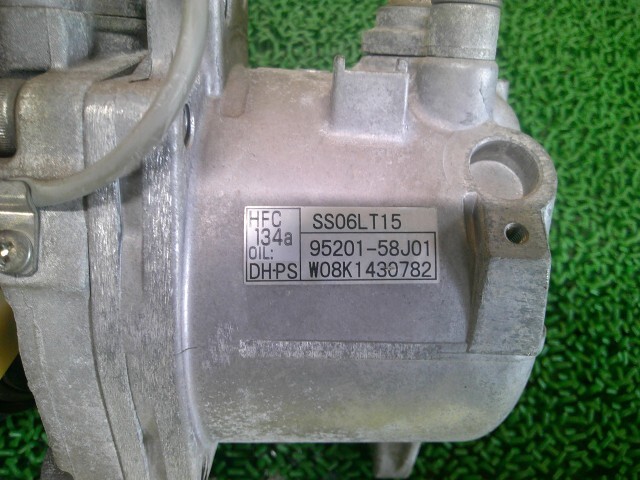 HFC
134a
OIL:
DH-PS
SS06LT15
95201-58J01
W08K1430782